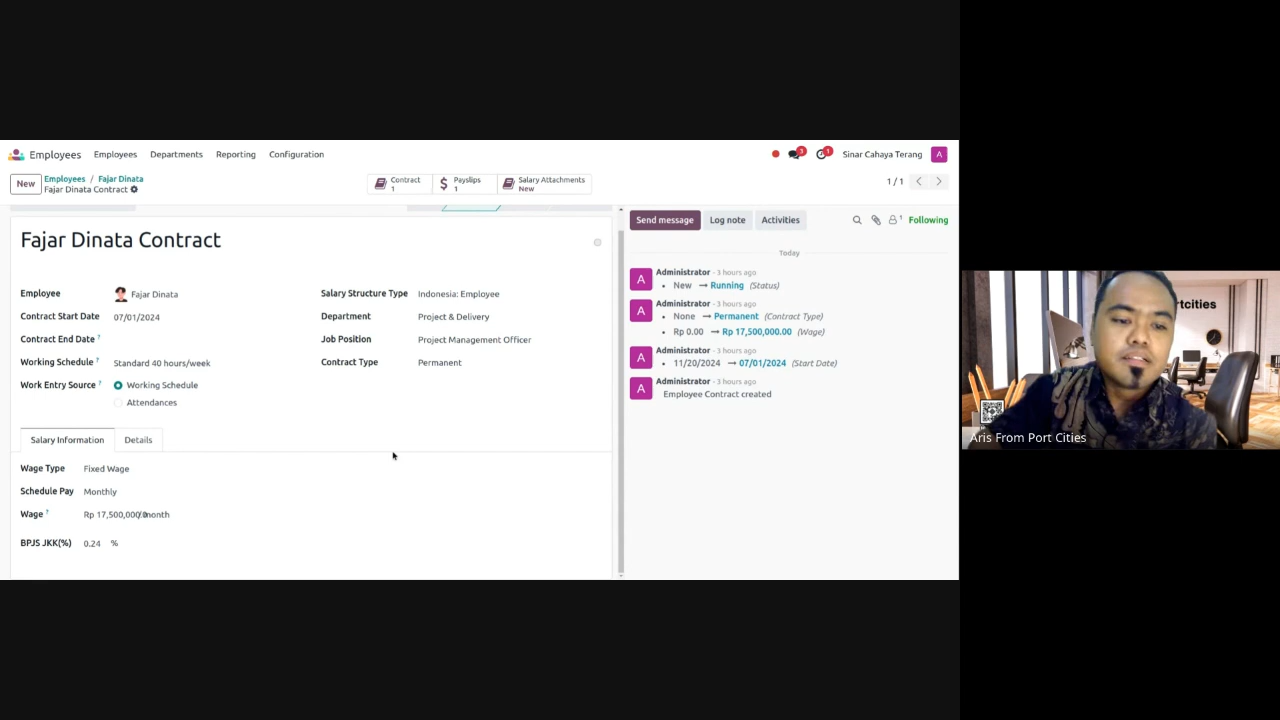 Employees Employees Departments Reporting Configuration
3 1 Sinar Cahaya Terang A
New Employees / Fajar Dinata
Fajar Dinata Contract
Contract 1
Payslips 1
Salary Attachments New
1 / 1
Fajar Dinata Contract
Employee Fajar Dinata
Contract Start Date 07/01/2024
Contract End Date ?
Working Schedule ? Standard 40 hours/week
Work Entry Source ? Working Schedule
Attendances
Salary Structure Type Indonesia: Employee
Department Project & Delivery
Job Position Project Management Officer
Contract Type Permanent
Salary Information Details
Wage Type Fixed Wage
Schedule Pay Monthly
Wage ? Rp 17,500,000 /month
BPJS JKK(%) 0.24 %
Send message Log note Activities 1 Following
Today
A Administrator - 3 hours ago
• New → Running (Status)
A Administrator - 3 hours ago
• None → Permanent (Contract Type)
• Rp 0.00 → Rp 17,500,000.00 (Wage)
A Administrator - 3 hours ago
• 11/20/2024 → 07/01/2024 (Start Date)
A Administrator - 3 hours ago
Employee Contract created
rtcities
Aris From Port Cities